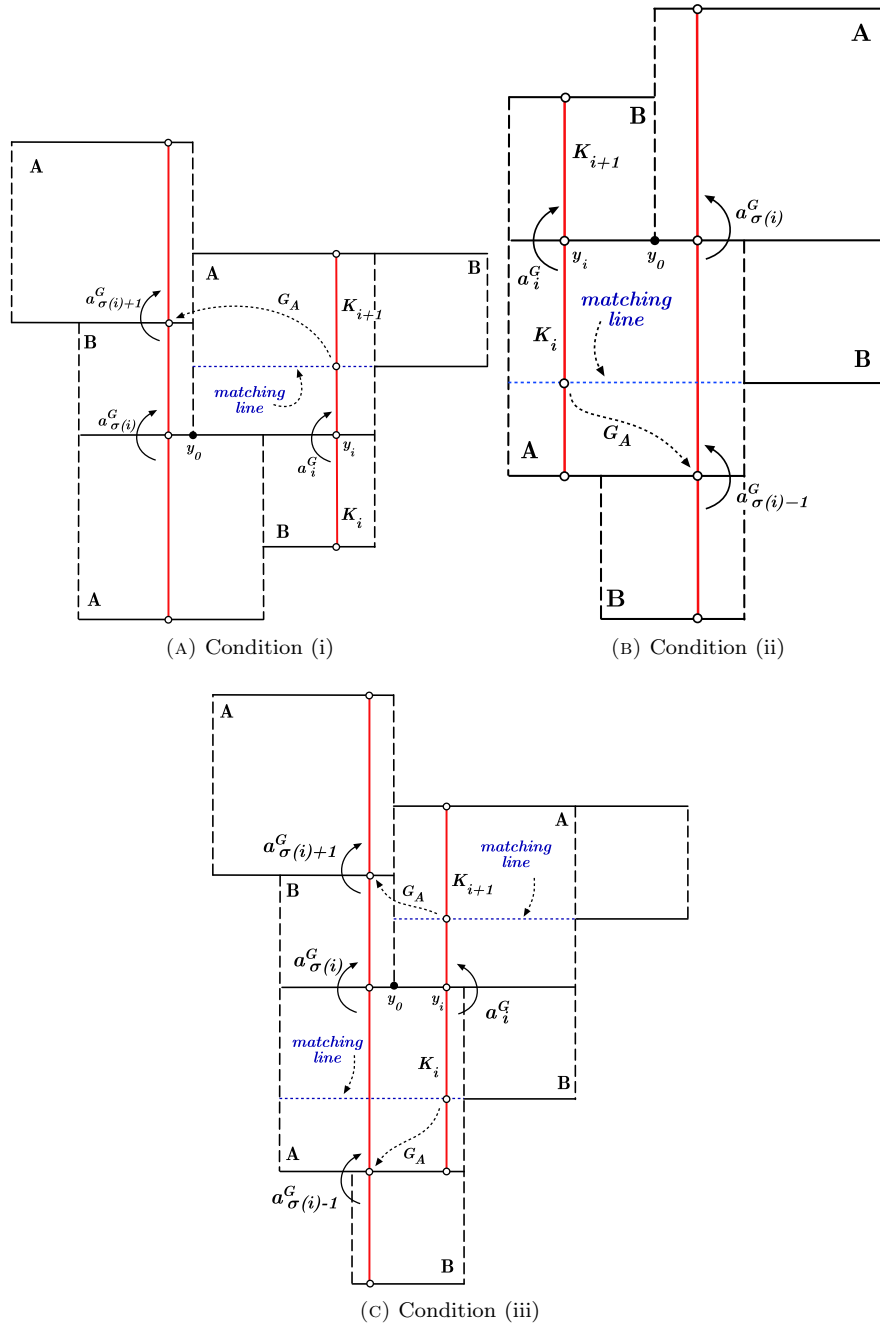 A
A
B
a^G_{σ(i)+1}
G_A
K_{i+1}
B
matching
line
a^G_{σ(i)}
y_0
a^G_i
y_i
B
K_i
A
(A) Condition (i)
A
B
K_{i+1}
a^G_{σ(i)}
y_i
y_0
a^G_i
matching
line
K_i
B
G_A
A
a^G_{σ(i)-1}
B
(B) Condition (ii)
A
A
matching
line
a^G_{σ(i)+1}
K_{i+1}
B
G_A
a^G_{σ(i)}
y_0
y_i
a^G_i
matching
line
K_i
B
A
G_A
a^G_{σ(i)-1}
B
(C) Condition (iii)